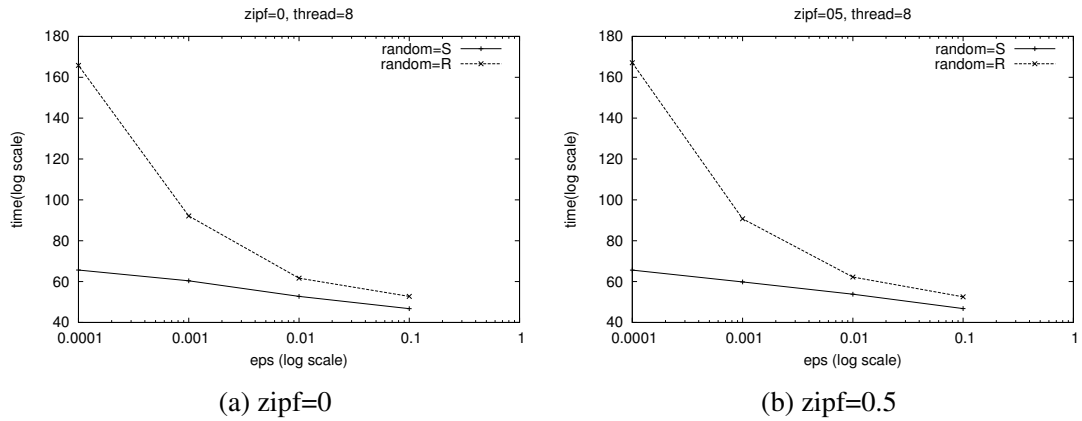 zipf=0, thread=8
180
160
140
120
100
80
60
40
0.0001
0.001
0.01
0.1
1
time(log scale)
eps (log scale)
random=S
random=R
(a) zipf=0
zipf=05, thread=8
180
160
140
120
100
80
60
40
0.0001
0.001
0.01
0.1
1
time(log scale)
eps (log scale)
random=S
random=R
(b) zipf=0.5